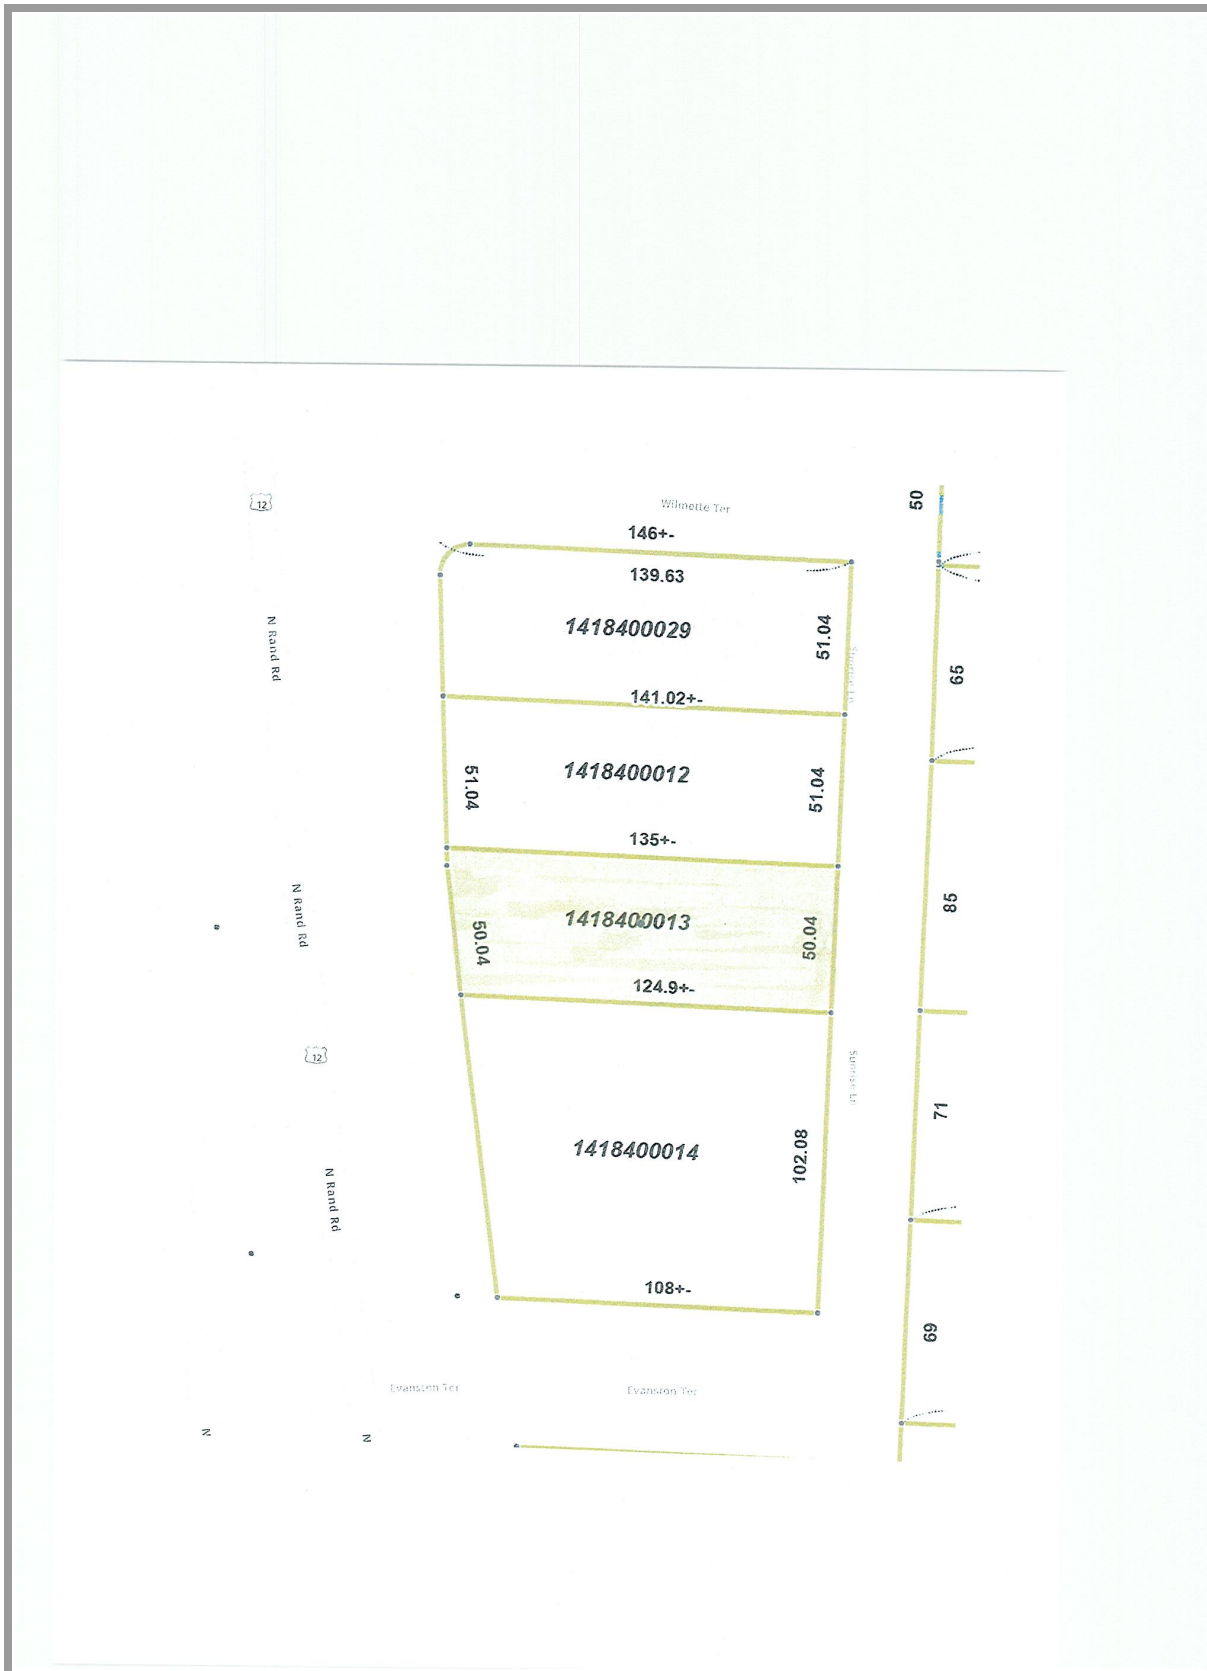 50
12
Wilmette Ter
146+-
139.63
1418400029
51.04
N Rand Rd
Sunrise Ln
65
141.02+-
51.04
1418400012
51.04
135+-
N Rand Rd
50.04
1418400013
50.04
85
124.9+-
12
Sunrise Ln
71
1418400014
102.08
N Rand Rd
108+-
69
Evanston Ter
Evanston Ter
N
N